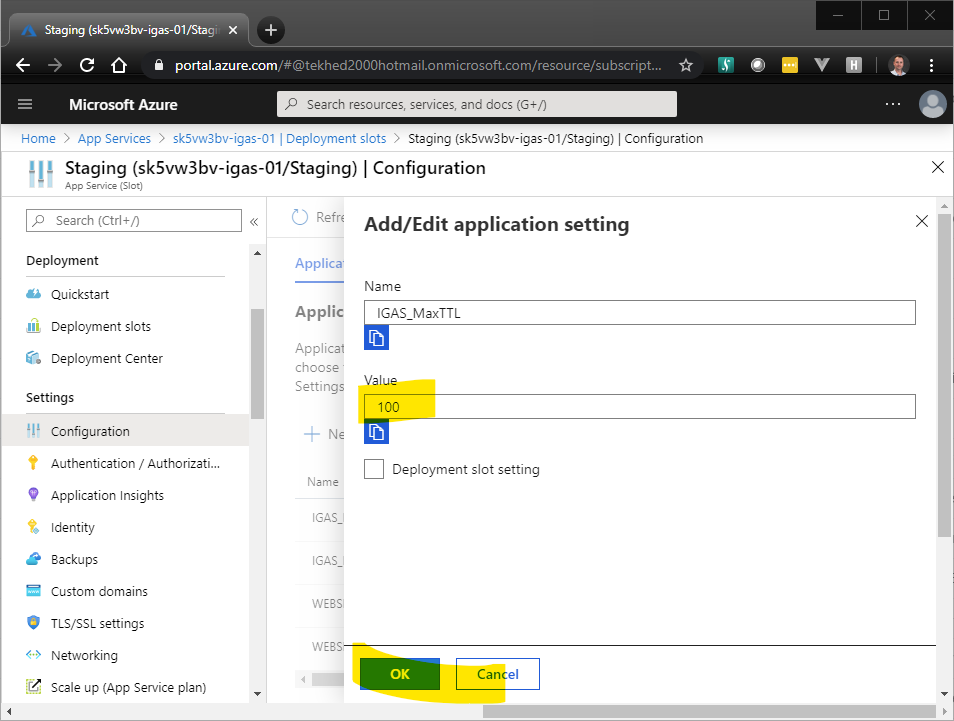 Staging (sk5vw3bv-igas-01/Stagi
portal.azure.com/#@tekhed2000hotmail.onmicrosoft.com/resource/subscript...
Microsoft Azure
Search resources, services, and docs (G+/)
Home > App Services > sk5vw3bv-igas-01 | Deployment slots > Staging (sk5vw3bv-igas-01/Staging) | Configuration
Staging (sk5vw3bv-igas-01/Staging) | Configuration
App Service (Slot)
Search (Ctrl+/)
«
Deployment
Quickstart
Deployment slots
Deployment Center
Settings
Configuration
Authentication / Authorizati...
Application Insights
Identity
Backups
Custom domains
TLS/SSL settings
Networking
Scale up (App Service plan)
Refre
Applica
Applic
Applicat
choose
Settings
Ne
Name
IGAS_
IGAS_
WEBS
WEBS
Add/Edit application setting
Name
IGAS_MaxTTL
Value
100
Deployment slot setting
OK
Cancel